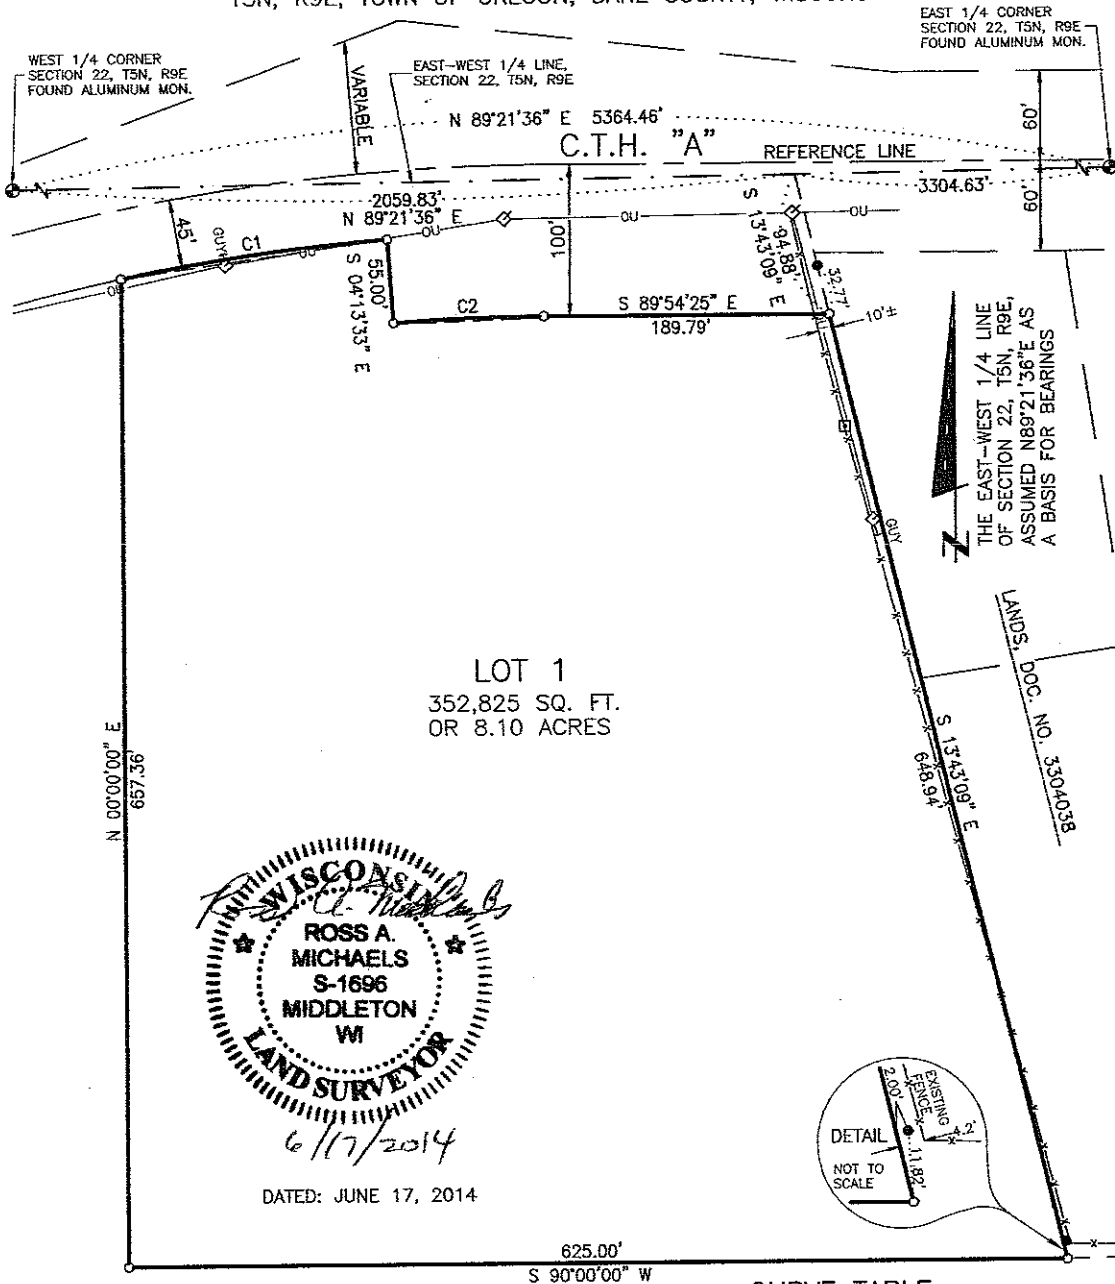 T5N, R9E, TOWN OF OREGON, DANE COUNTY,
WEST 1/4 CORNER
SECTION 22, T5N, R9E
FOUND ALUMINUM MON.
EAST-WEST 1/4 LINE,
SECTION 22, T5N, R9E
EAST 1/4 CORNER
SECTION 22, T5N, R9E
FOUND ALUMINUM MON.
VARIABLE
N 89°21'36" E 5364.46'
C.T.H. "A"
REFERENCE LINE
60'
60'
2059.83'
N 89°21'36" E
3304.63'
45'
GUY
C1
OU
OU
OU
OU
OU
OU
100'
S 04°13'33" E
55.00'
C2
S 89°54'25" E
189.79'
S 13°43'09" E
94.88'
32.77'
10'±
THE EAST-WEST 1/4 LINE
OF SECTION 22, T5N, R9E,
ASSUMED N89°21'36"E AS
A BASIS FOR BEARINGS
N
GUY
LANDS, DOC. NO. 3304038
LOT 1
352,825 SQ. FT.
OR 8.10 ACRES
N 00°00'00" E
657.36'
S 13°43'09" E
648.94'
WISCONSIN
ROSS A.
MICHAELS
S-1696
MIDDLETON
WI
LAND SURVEYOR
6/17/2014
DATED: JUNE 17, 2014
DETAIL
NOT TO
SCALE
2.00'
EXISTING
FENCE
4.2'
11.82'
625.00'
S 90°00'00" W
CURVE TABLE